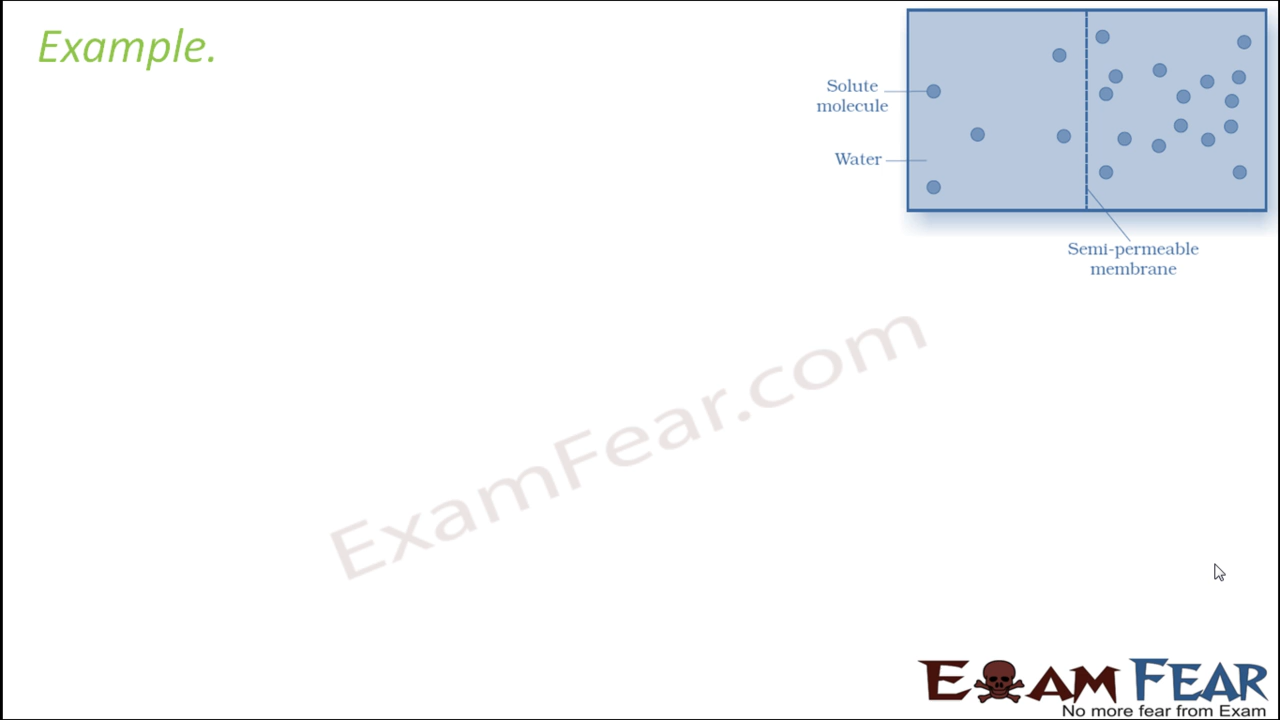 Example.
Solute
molecule
Water
Semi-permeable
membrane
ExamFear.com
EXAM FEAR
No more fear from Exam